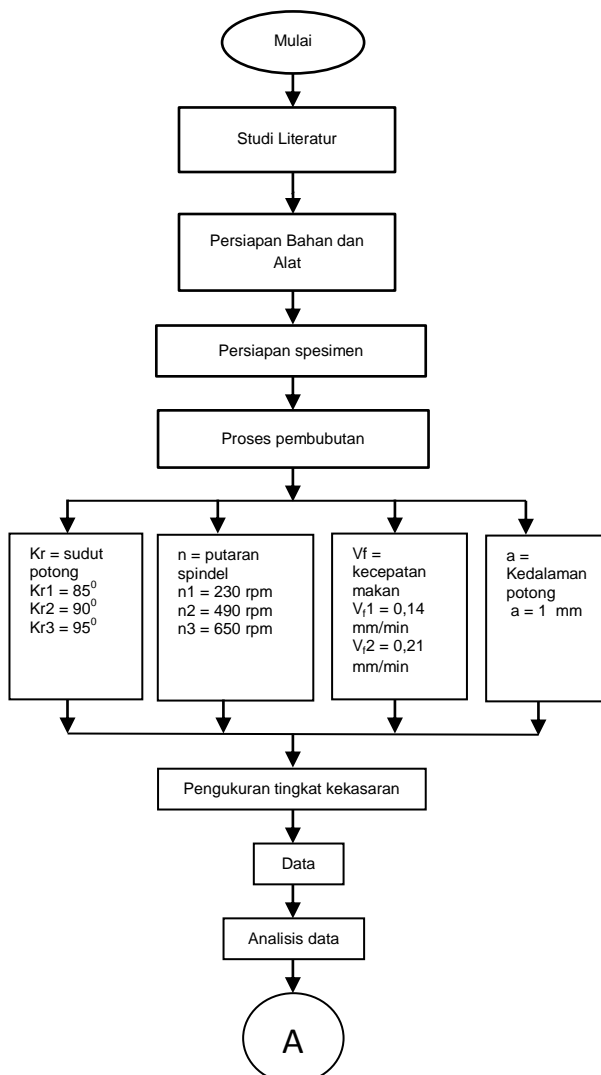 Mulai
Studi Literatur
Persiapan Bahan dan
Alat
Persiapan spesimen
Proses pembubutan
Kr = sudut
potong
Kr1 = 85⁰
Kr2 = 90⁰
Kr3 = 95⁰
n = putaran
spindel
n1 = 230 rpm
n2 = 490 rpm
n3 = 650 rpm
Vf =
kecepatan
makan
Vf1 = 0,14
mm/min
Vf2 = 0,21
mm/min
a =
Kedalaman
potong
a = 1 mm
Pengukuran tingkat kekasaran
Data
Analisis data
A